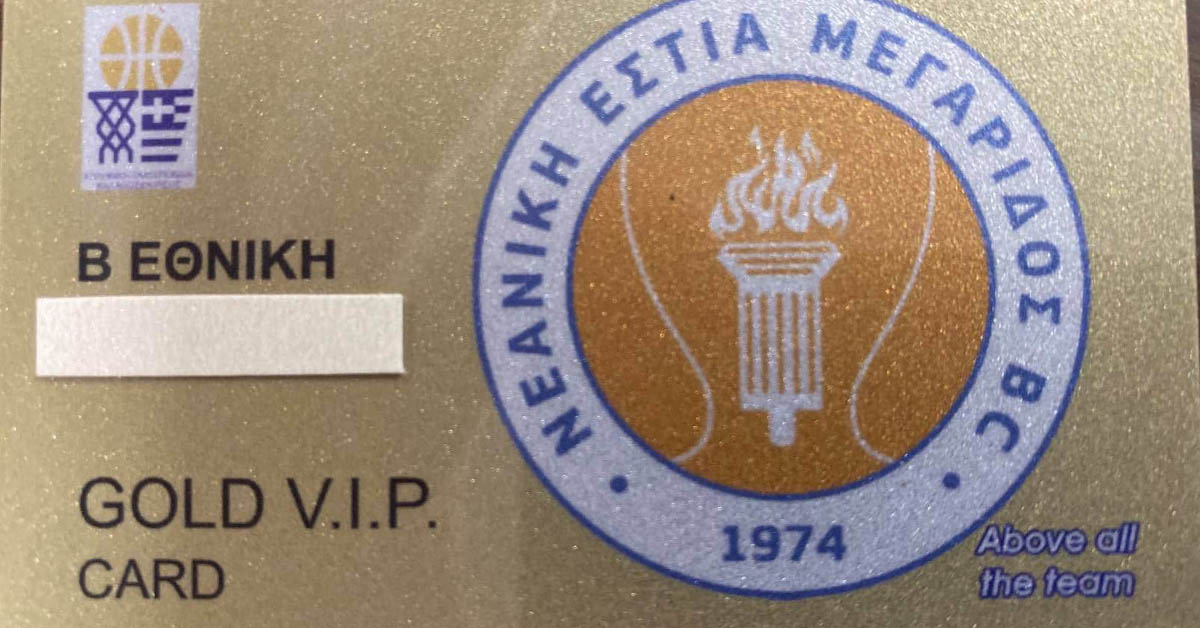 Β ΕΘΝΙΚΗ
GOLD V.I.P.
CARD
ΝΕΑΝΙΚΗ ΕΣΤΙΑ ΜΕΓΑΡΙΔΟΣ BC
1974
Above all
the team